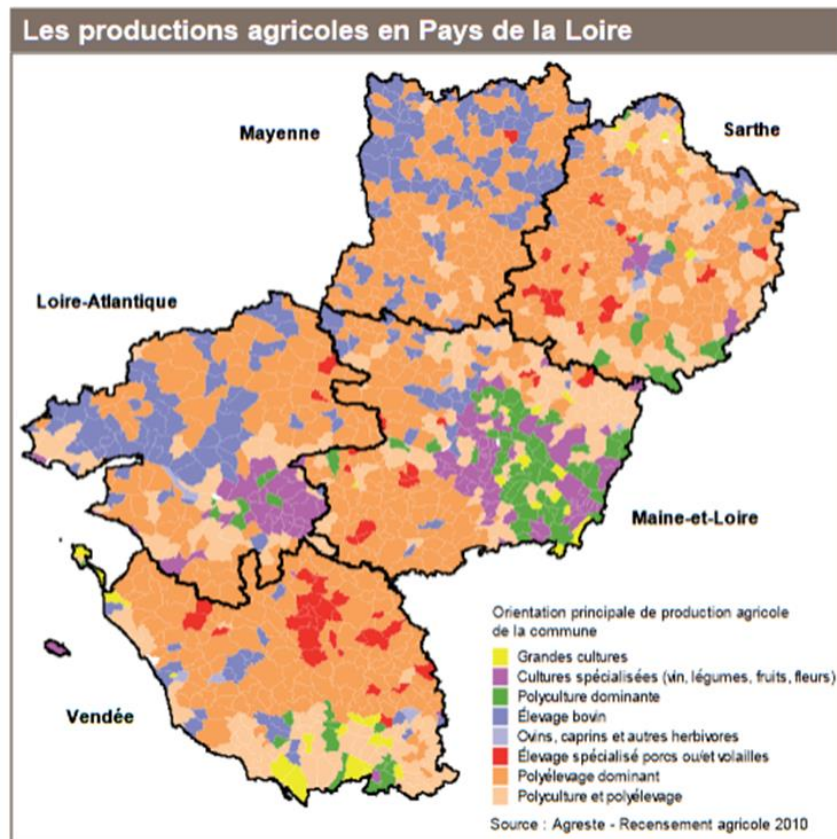 Les productions agricoles en Pays de la Loire
Mayenne
Sarthe
Loire-Atlantique
Maine-et-Loire
Vendée
Orientation principale de production agricole
de la commune
Grandes cultures
Cultures spécialisées (vin, légumes, fruits, fleurs)
Polyculture dominante
Élevage bovin
Ovins, caprins et autres herbivores
Élevage spécialisé porcs ou/et volailles
Polyélevage dominant
Polyculture et polyélevage
Source : Agreste - Recensement agricole 2010